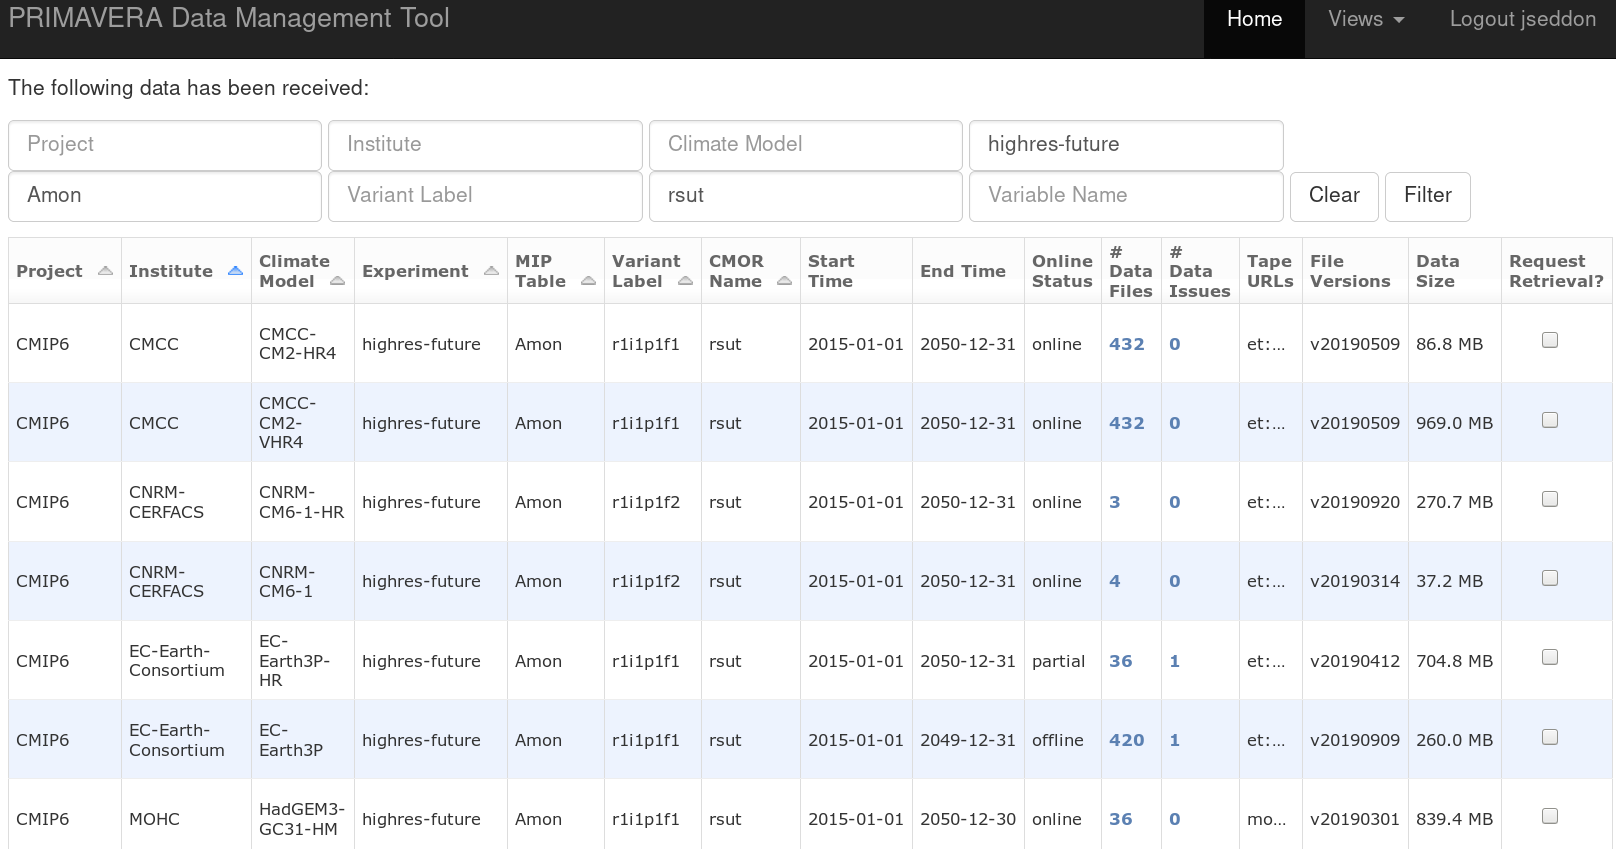 PRIMAVERA Data Management Tool Home Views Logout jseddon
The following data has been received:
Project Institute Climate Model highres-future
Amon Variant Label rsut Variable Name Clear Filter
Project Institute Climate Model Experiment MIP Table Variant Label CMOR Name Start Time End Time Online Status # Data Files # Data Issues Tape URLs File Versions Data Size Request Retrieval?
CMIP6 CMCC CMCC-CM2-HR4 highres-future Amon r1i1p1f1 rsut 2015-01-01 2050-12-31 online 432 0 et:... v20190509 86.8 MB
CMIP6 CMCC CMCC-CM2-VHR4 highres-future Amon r1i1p1f1 rsut 2015-01-01 2050-12-31 online 432 0 et:... v20190509 969.0 MB
CMIP6 CNRM-CERFACS CNRM-CM6-1-HR highres-future Amon r1i1p1f2 rsut 2015-01-01 2050-12-31 online 3 0 et:... v20190920 270.7 MB
CMIP6 CNRM-CERFACS CNRM-CM6-1 highres-future Amon r1i1p1f2 rsut 2015-01-01 2050-12-31 online 4 0 et:... v20190314 37.2 MB
CMIP6 EC-Earth-Consortium EC-Earth3P-HR highres-future Amon r1i1p1f1 rsut 2015-01-01 2050-12-31 partial 36 1 et:... v20190412 704.8 MB
CMIP6 EC-Earth-Consortium EC-Earth3P highres-future Amon r1i1p1f1 rsut 2015-01-01 2049-12-31 offline 420 1 et:... v20190909 260.0 MB
CMIP6 MOHC HadGEM3-GC31-HM highres-future Amon r1i1p1f1 rsut 2015-01-01 2050-12-30 online 36 0 mo... v20190301 839.4 MB